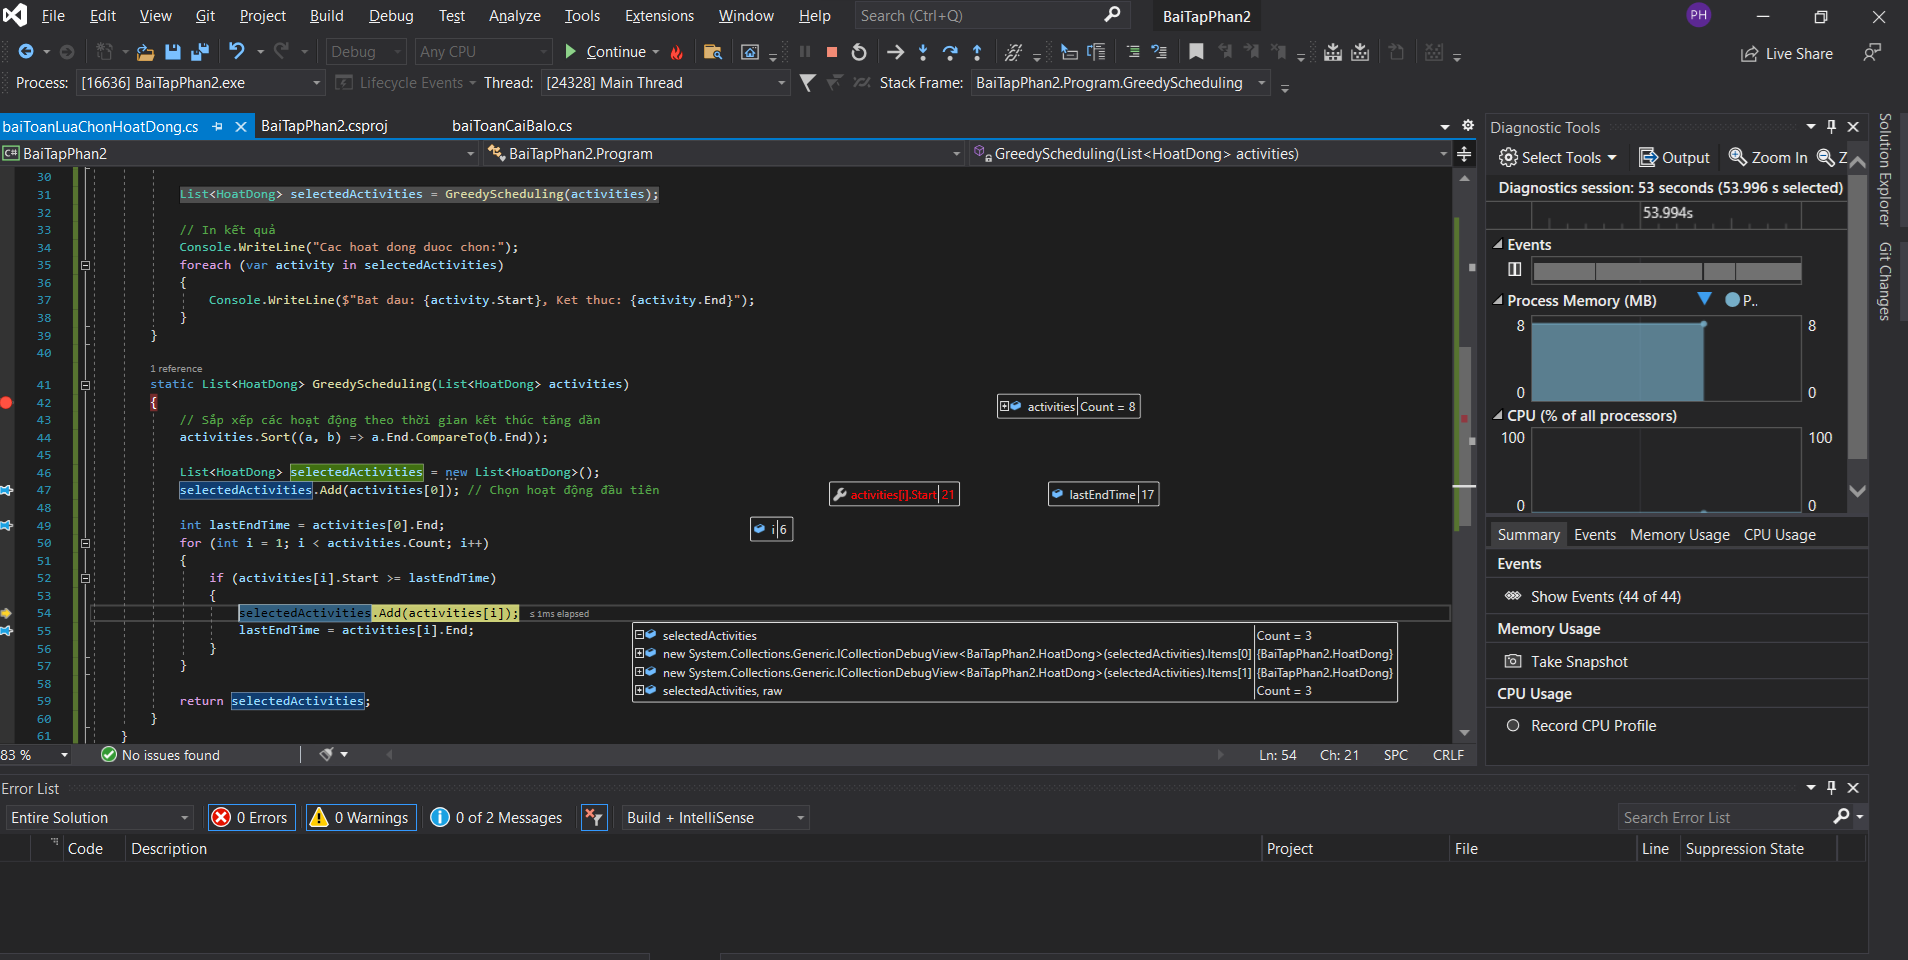 File Edit View Git Project Build Debug Test Analyze Tools Extensions Window Help Search (Ctrl+Q) BaiTapPhan2 PH
Debug Any CPU Continue Live Share
Process: [16636] BaiTapPhan2.exe Lifecycle Events Thread: [24328] Main Thread Stack Frame: BaiTapPhan2.Program.GreedyScheduling
baiToanLuaChonHoatDong.cs BaiTapPhan2.csproj baiToanCaiBalo.cs
C# BaiTapPhan2 BaiTapPhan2.Program GreedyScheduling(List<HoatDong> activities)
30
31 List<HoatDong> selectedActivities = GreedyScheduling(activities);
32
33 // In kết quả
34 Console.WriteLine("Cac hoat dong duoc chon:");
35 foreach (var activity in selectedActivities)
36 {
37 Console.WriteLine($"Bat dau: {activity.Start}, Ket thuc: {activity.End}");
38 }
39 }
40
1 reference
41 static List<HoatDong> GreedyScheduling(List<HoatDong> activities)
42 { activities Count = 8
43 // Sắp xếp các hoạt động theo thời gian kết thúc tăng dần
44 activities.Sort((a, b) => a.End.CompareTo(b.End));
45
46 List<HoatDong> selectedActivities = new List<HoatDong>();
47 selectedActivities.Add(activities[0]); // Chọn hoạt động đầu tiên activities[i].Start 21 lastEndTime 17
48
49 int lastEndTime = activities[0].End; i 6
50 for (int i = 1; i < activities.Count; i++)
51 {
52 if (activities[i].Start >= lastEndTime)
53 {
54 selectedActivities.Add(activities[i]); ≤ 1ms elapsed
55 lastEndTime = activities[i].End;
56 }
57 }
58
59 return selectedActivities;
60 }
61 }
selectedActivities Count = 3
new System.Collections.Generic.ICollectionDebugView<BaiTapPhan2.HoatDong>(selectedActivities).Items[0] {BaiTapPhan2.HoatDong}
new System.Collections.Generic.ICollectionDebugView<BaiTapPhan2.HoatDong>(selectedActivities).Items[1] {BaiTapPhan2.HoatDong}
selectedActivities, raw Count = 3
83 % No issues found Ln: 54 Ch: 21 SPC CRLF
Diagnostic Tools
Select Tools Output Zoom In Z
Diagnostics session: 53 seconds (53.996 s selected)
53.994s
Events
Process Memory (MB) P..
8 8
0 0
CPU (% of all processors)
100 100
0 0
Summary Events Memory Usage CPU Usage
Events
Show Events (44 of 44)
Memory Usage
Take Snapshot
CPU Usage
Record CPU Profile
Solution Explorer
Git Changes
Error List
Entire Solution 0 Errors 0 Warnings 0 of 2 Messages Build + IntelliSense Search Error List
Code Description Project File Line Suppression State